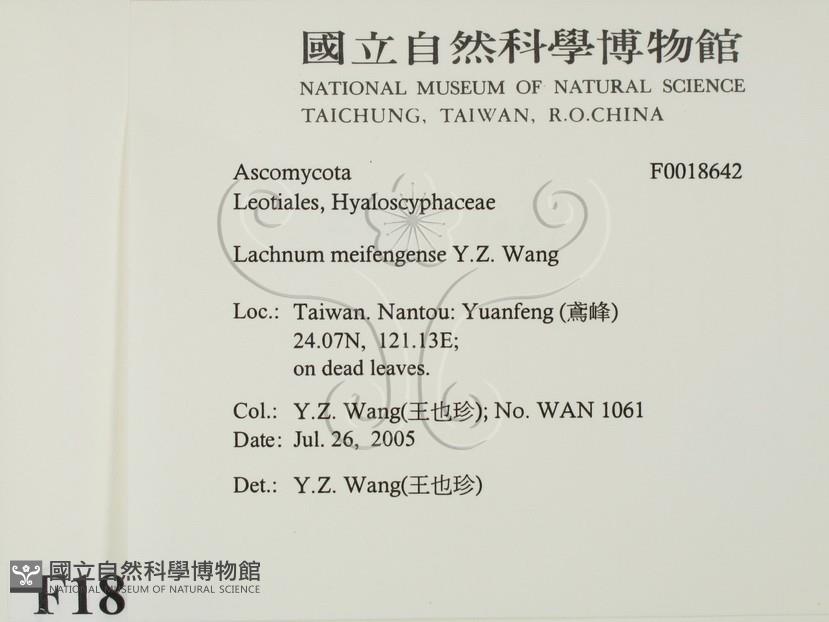 國立自然科學博物館
NATIONAL MUSEUM OF NATURAL SCIENCE
TAICHUNG, TAIWAN, R.O.CHINA
Ascomycota F0018642
Leotiales, Hyaloscyphaceae
Lachnum meifengense Y.Z. Wang
Loc.: Taiwan. Nantou: Yuanfeng (鳶峰)
24.07N, 121.13E;
on dead leaves.
Col.: Y.Z. Wang(王也珍); No. WAN 1061
Date: Jul. 26, 2005
Det.: Y.Z. Wang(王也珍)
國立自然科學博物館
NATIONAL MUSEUM OF NATURAL SCIENCE
F18